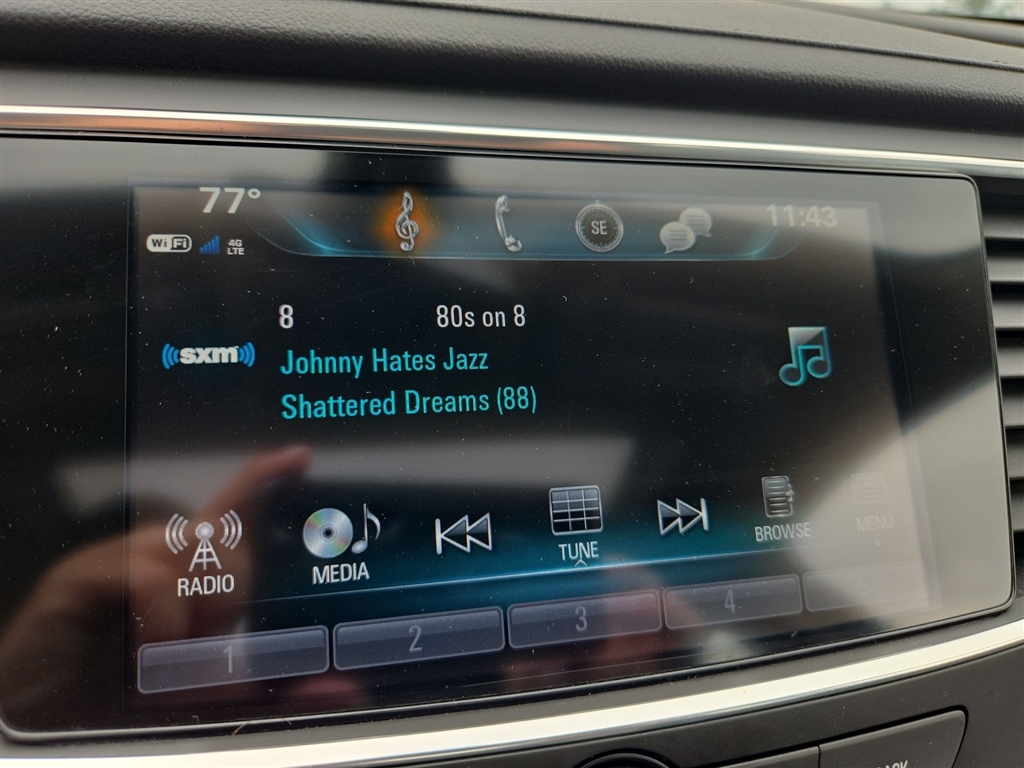 77°
SE
11:43
WiFi
4G
LTE
8
80s on 8
sxm
Johnny Hates Jazz
Shattered Dreams (88)
RADIO
MEDIA
TUNE
BROWSE
MENU
1
2
3
4